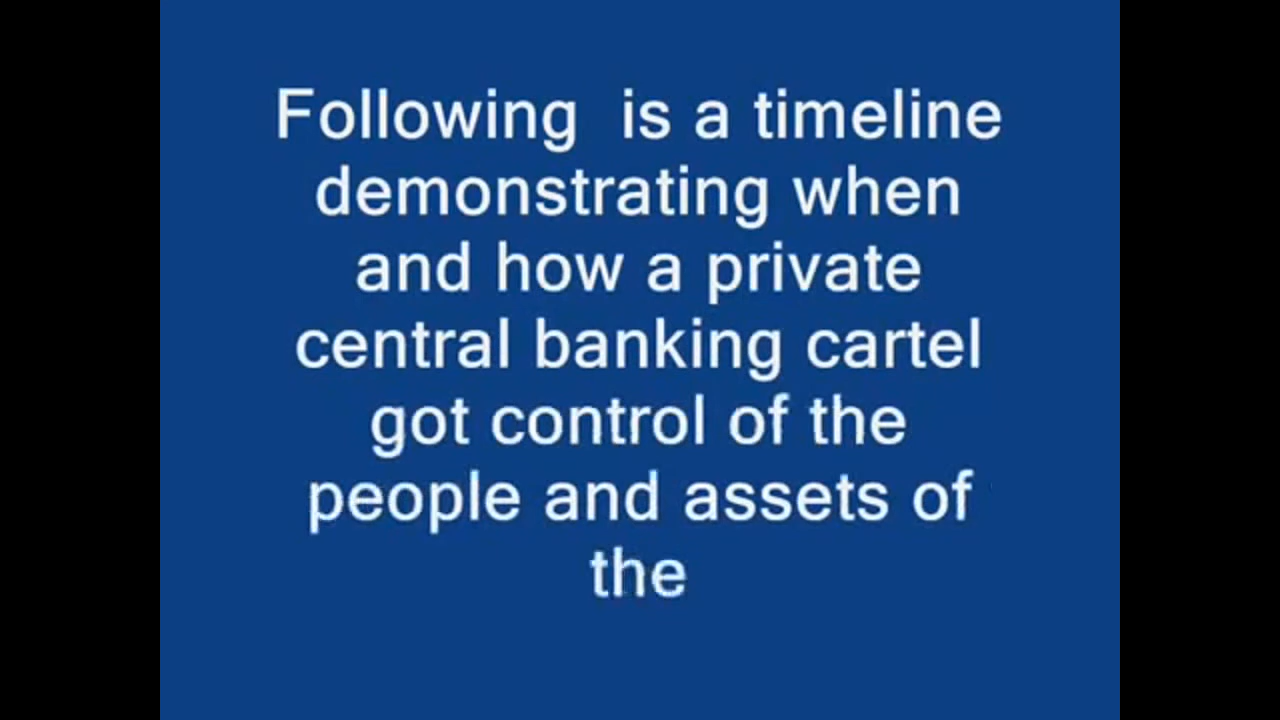 Following  is a timeline
demonstrating when
and how a private
central banking cartel
got control of the
people and assets of
the